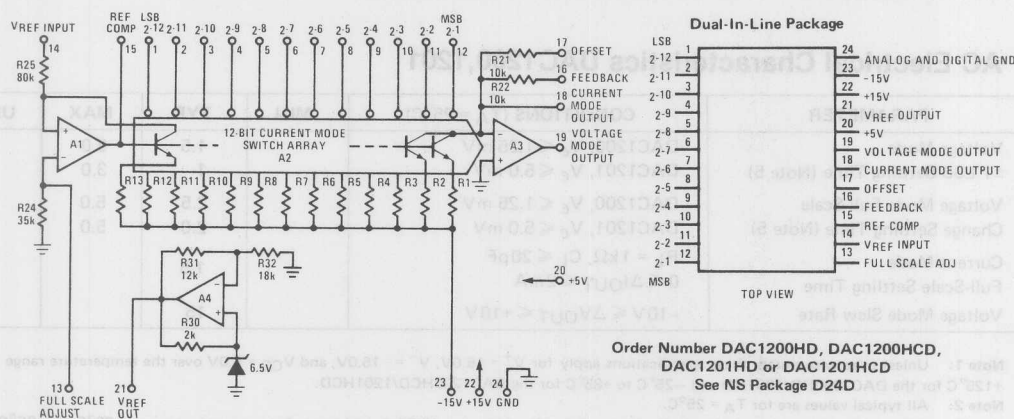 VREF INPUT
REF COMP
LSB
MSB
2-12
2-11
2-10
2-9
2-8
2-7
2-6
2-5
2-4
2-3
2-2
2-1
14
15
1
2
3
4
5
6
7
8
9
10
11
12
R25
80k
R21
10k
R22
10k
17
OFFSET
16
FEEDBACK
18
CURRENT MODE OUTPUT
19
VOLTAGE MODE OUTPUT
A1
12-BIT CURRENT MODE
SWITCH ARRAY
A2
A3
R13
R12
R11
R10
R9
R8
R7
R6
R5
R4
R3
R2
R1
R24
35k
R31
12k
R32
18k
A4
R30
2k
6.5V
20
+5V
13
FULL SCALE
ADJUST
21
VREF
OUT
23
-15V
22
+15V
24
GND
Dual-In-Line Package
LSB
2-12 1
2-11 2
2-10 3
2-9 4
2-8 5
2-7 6
2-6 7
2-5 8
2-4 9
2-3 10
2-2 11
2-1 12
MSB
24 ANALOG AND DIGITAL GND
23 -15V
22 +15V
21 VREF OUTPUT
20 +5V
19 VOLTAGE MODE OUTPUT
18 CURRENT MODE OUTPUT
17 OFFSET
16 FEEDBACK
15 REF COMP
14 VREF INPUT
13 FULL SCALE ADJ
TOP VIEW
Order Number DAC1200HD, DAC1200HCD,
DAC1201HD or DAC1201HCD
See NS Package D24D